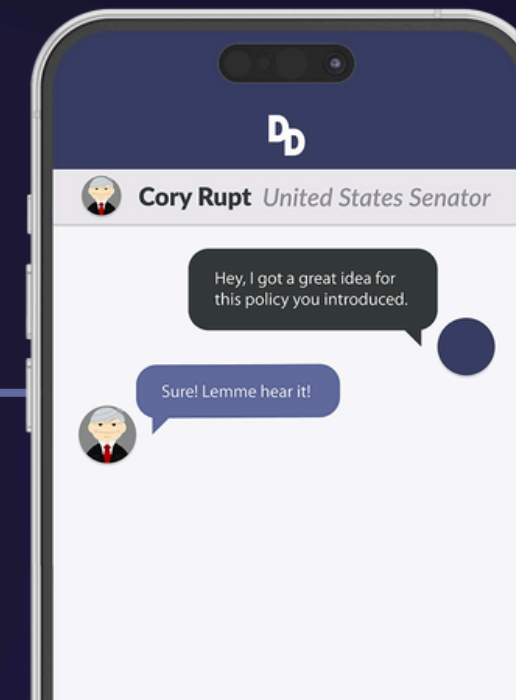 DD
Cory Rupt United States Senator
Hey, I got a great idea for
this policy you introduced.
Sure! Lemme hear it!